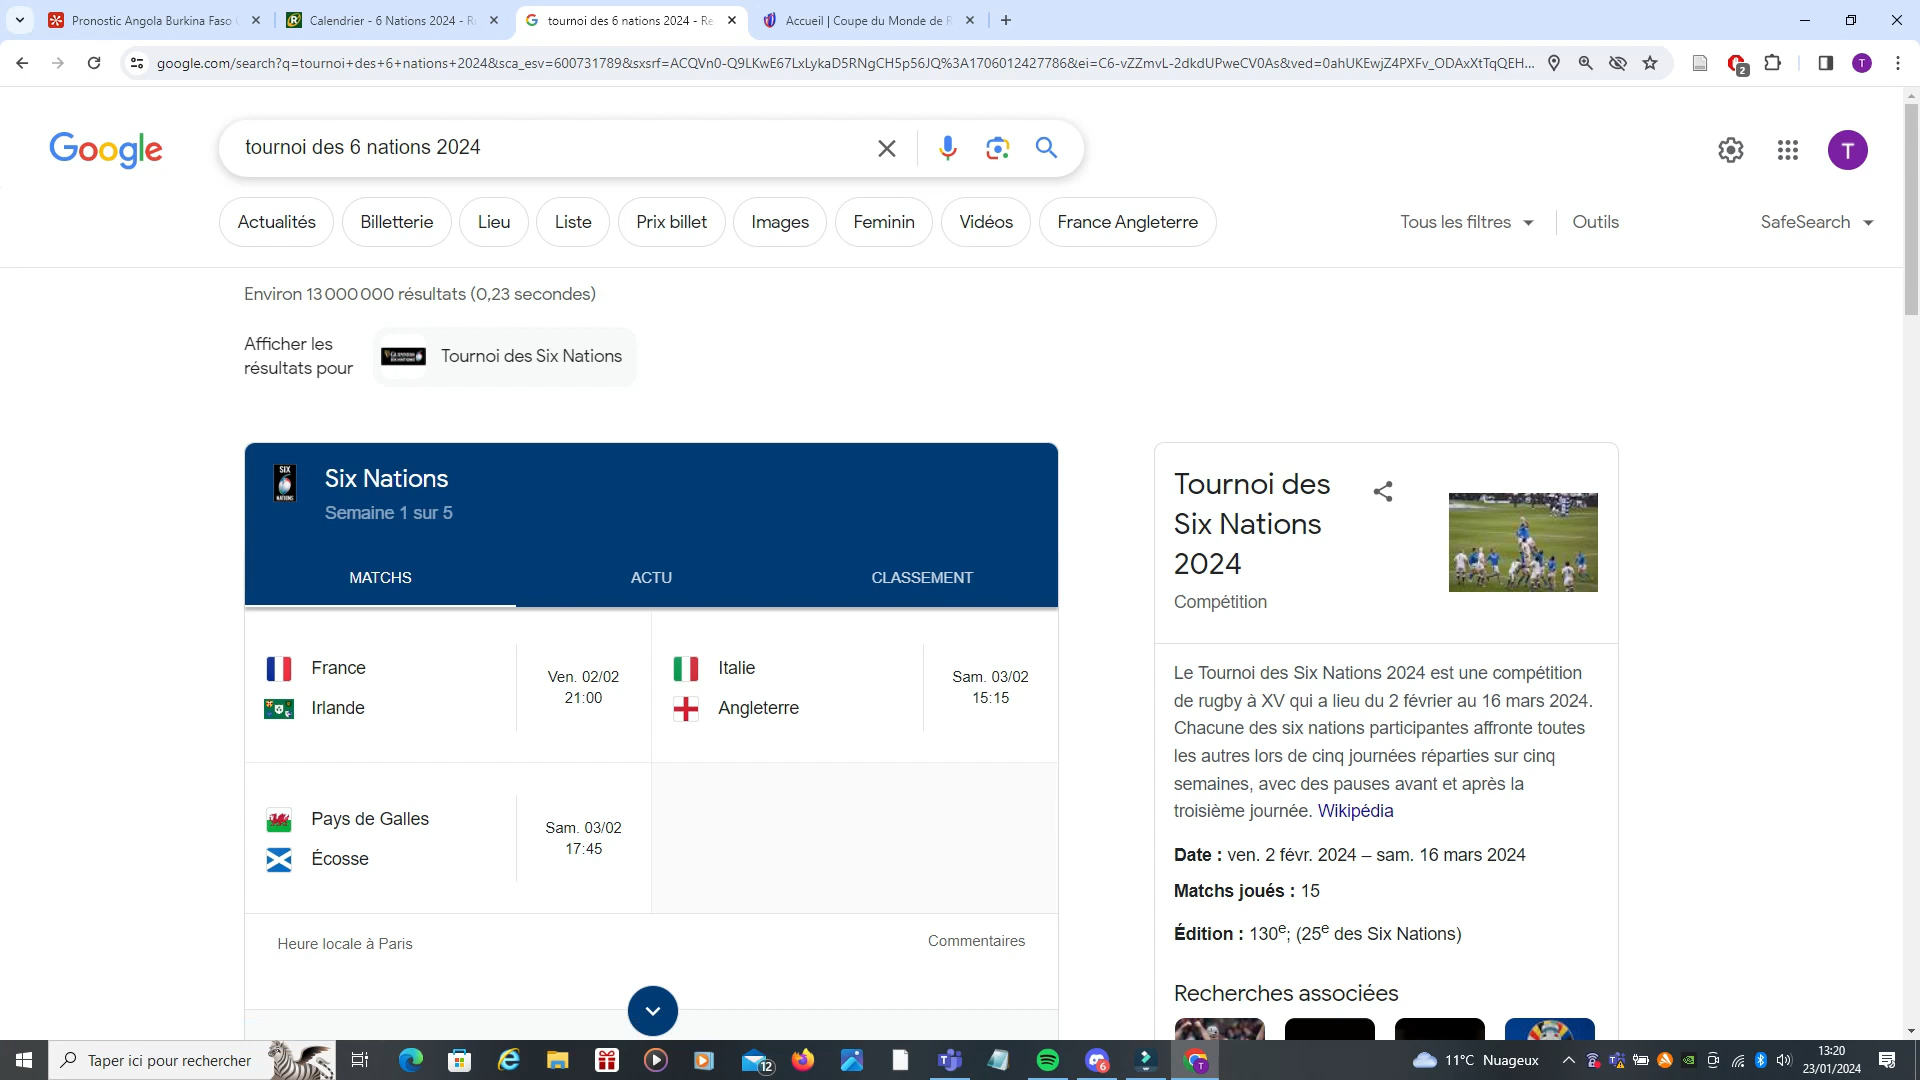 Pronostic Angola Burkina Faso
Calendrier - 6 Nations 2024 - R
tournoi des 6 nations 2024 - Re
Accueil | Coupe du Monde de R
google.com/search?q=tournoi+des+6+nations+2024&sca_esv=600731789&sxsrf=ACQVn0-Q9LKwE67LxLykaD5RNgCH5p56JQ%3A1706012427786&ei=C6-vZZmvL-2dkdUPweCV0As&ved=0ahUKEwjZ4PXFv_ODAxXtTqQEH...
2
T
Google
tournoi des 6 nations 2024
T
Actualités
Billetterie
Lieu
Liste
Prix billet
Images
Feminin
Vidéos
France Angleterre
Tous les filtres
Outils
SafeSearch
Environ 13 000 000 résultats (0,23 secondes)
Afficher les
résultats pour
Tournoi des Six Nations
SIX
NATIONS
Six Nations
Semaine 1 sur 5
MATCHS
ACTU
CLASSEMENT
France
Irlande
Ven. 02/02
21:00
Italie
Angleterre
Sam. 03/02
15:15
Pays de Galles
Écosse
Sam. 03/02
17:45
Heure locale à Paris
Commentaires
Tournoi des
Six Nations
2024
Compétition
Le Tournoi des Six Nations 2024 est une compétition
de rugby à XV qui a lieu du 2 février au 16 mars 2024.
Chacune des six nations participantes affronte toutes
les autres lors de cinq journées réparties sur cinq
semaines, avec des pauses avant et après la
troisième journée. Wikipédia
Date : ven. 2 févr. 2024 – sam. 16 mars 2024
Matchs joués : 15
Édition : 130e; (25e des Six Nations)
Recherches associées
Taper ici pour rechercher
12
6
11°C Nuageux
13:20
23/01/2024